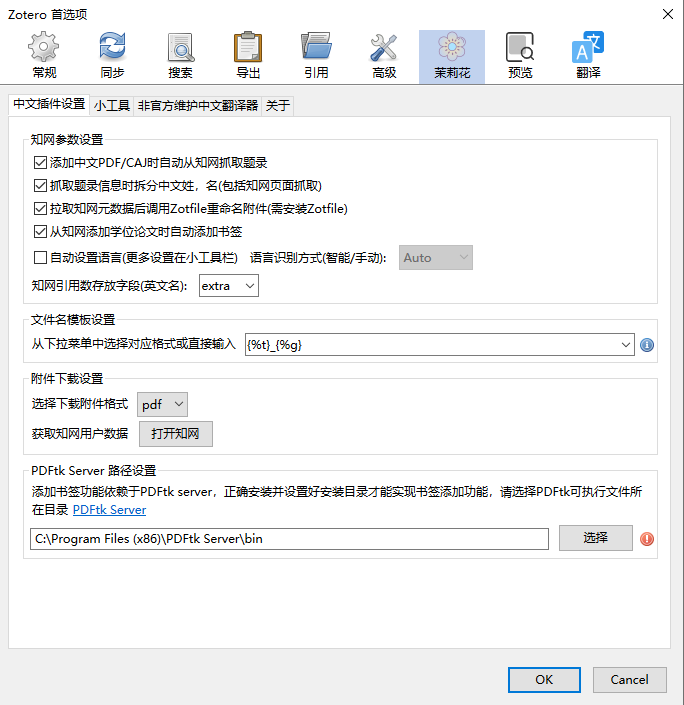 Zotero 首选项
常规 同步 搜索 导出 引用 高级 茉莉花 预览 翻译
中文插件设置 小工具 非官方维护中文翻译器 关于
知网参数设置
添加中文PDF/CAJ时自动从知网抓取题录
抓取题录信息时拆分中文姓，名(包括知网页面抓取)
拉取知网元数据后调用Zotfile重命名附件(需安装Zotfile)
从知网添加学位论文时自动添加书签
自动设置语言(更多设置在小工具栏) 语言识别方式(智能/手动): Auto
知网引用数存放字段(英文名): extra
文件名模板设置
从下拉菜单中选择对应格式或直接输入 {%t}_{%g}
附件下载设置
选择下载附件格式 pdf
获取知网用户数据 打开知网
PDFtk Server 路径设置
添加书签功能依赖于PDFtk server，正确安装并设置好安装目录才能实现书签添加功能，请选择PDFtk可执行文件所
在目录 PDFtk Server
C:\Program Files (x86)\PDFtk Server\bin 选择
OK Cancel